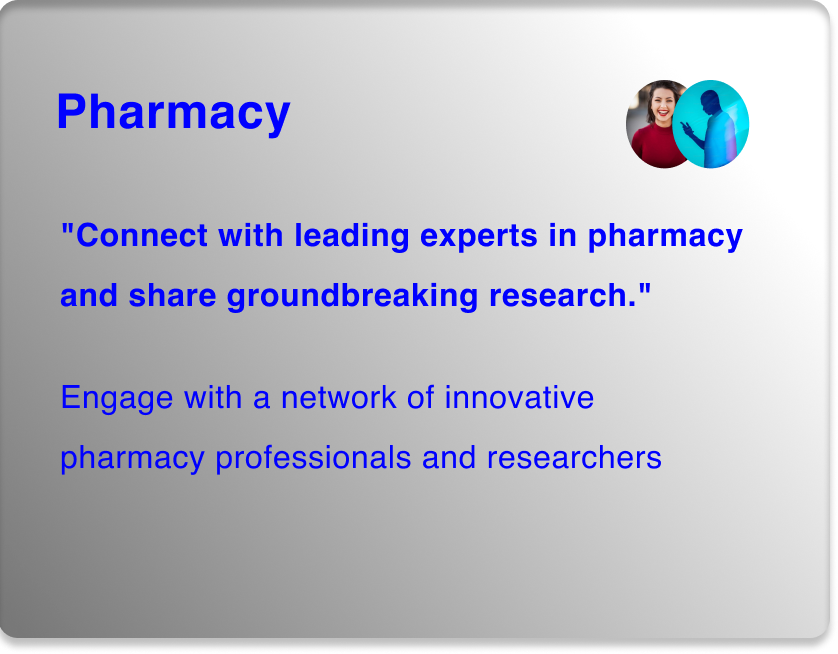 Pharmacy
"Connect with leading experts in pharmacy
and share groundbreaking research."
Engage with a network of innovative
pharmacy professionals and researchers